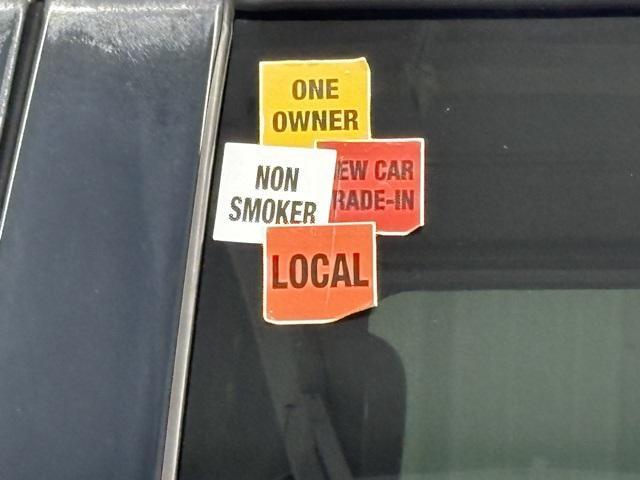 ONE
OWNER
NON
SMOKER
EW CAR
RADE-IN
LOCAL